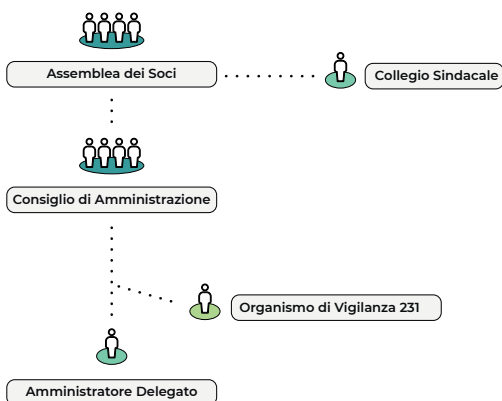 Assemblea dei Soci
Collegio Sindacale
Consiglio di Amministrazione
Organismo di Vigilanza 231
Amministratore Delegato